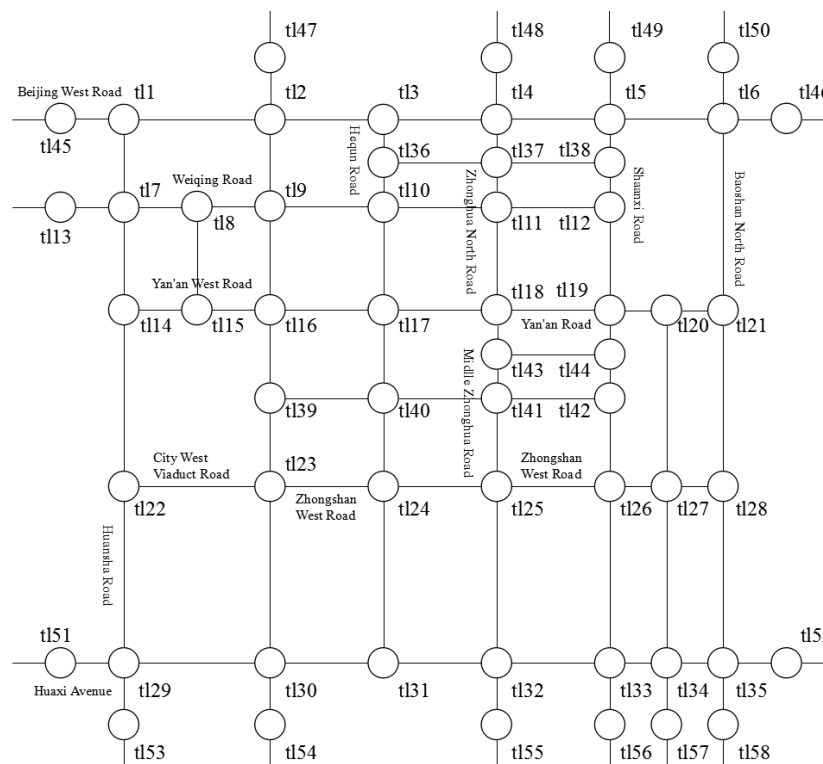 tl47
tl48
tl49
tl50
Beijing West Road
tl1
tl2
tl3
tl4
tl5
tl6
tl46
tl45
Hequn Road
tl36
tl37
tl38
Weiqing Road
tl7
tl8
tl9
tl10
Zhonghua North Road
tl11
tl12
Shaanxi Road
Baoshan North Road
tl13
Yan'an West Road
tl18
tl19
tl14
tl15
tl16
tl17
Yan'an Road
tl20
tl21
Midlle Zhonghua Road
tl43
tl44
tl39
tl40
tl41
tl42
City West
Viaduct Road
tl23
Zhongshan
West Road
tl22
Zhongshan
West Road
tl24
tl25
tl26
tl27
tl28
Huansha Road
tl51
Huaxi Avenue
tl29
tl30
tl31
tl32
tl33
tl34
tl35
tl53
tl54
tl55
tl56
tl57
tl58